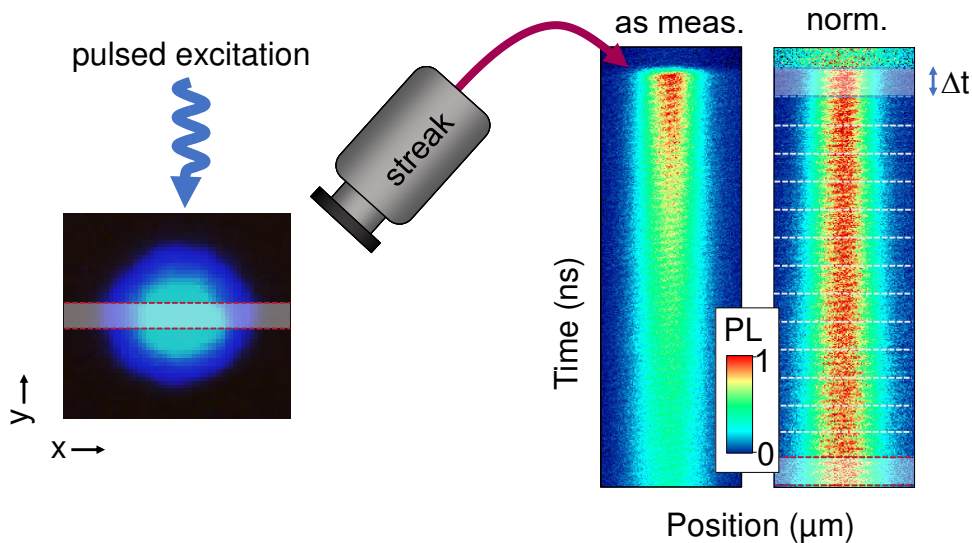 pulsed excitation
streak
as meas.
norm.
Δt
Time (ns)
PL
1
0
y
x
Position (µm)